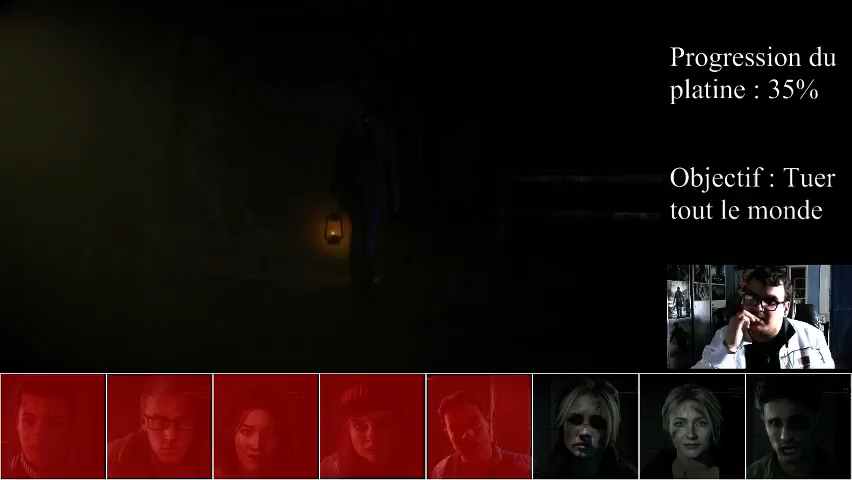 Progression du
platine : 35%
Objectif : Tuer
tout le monde